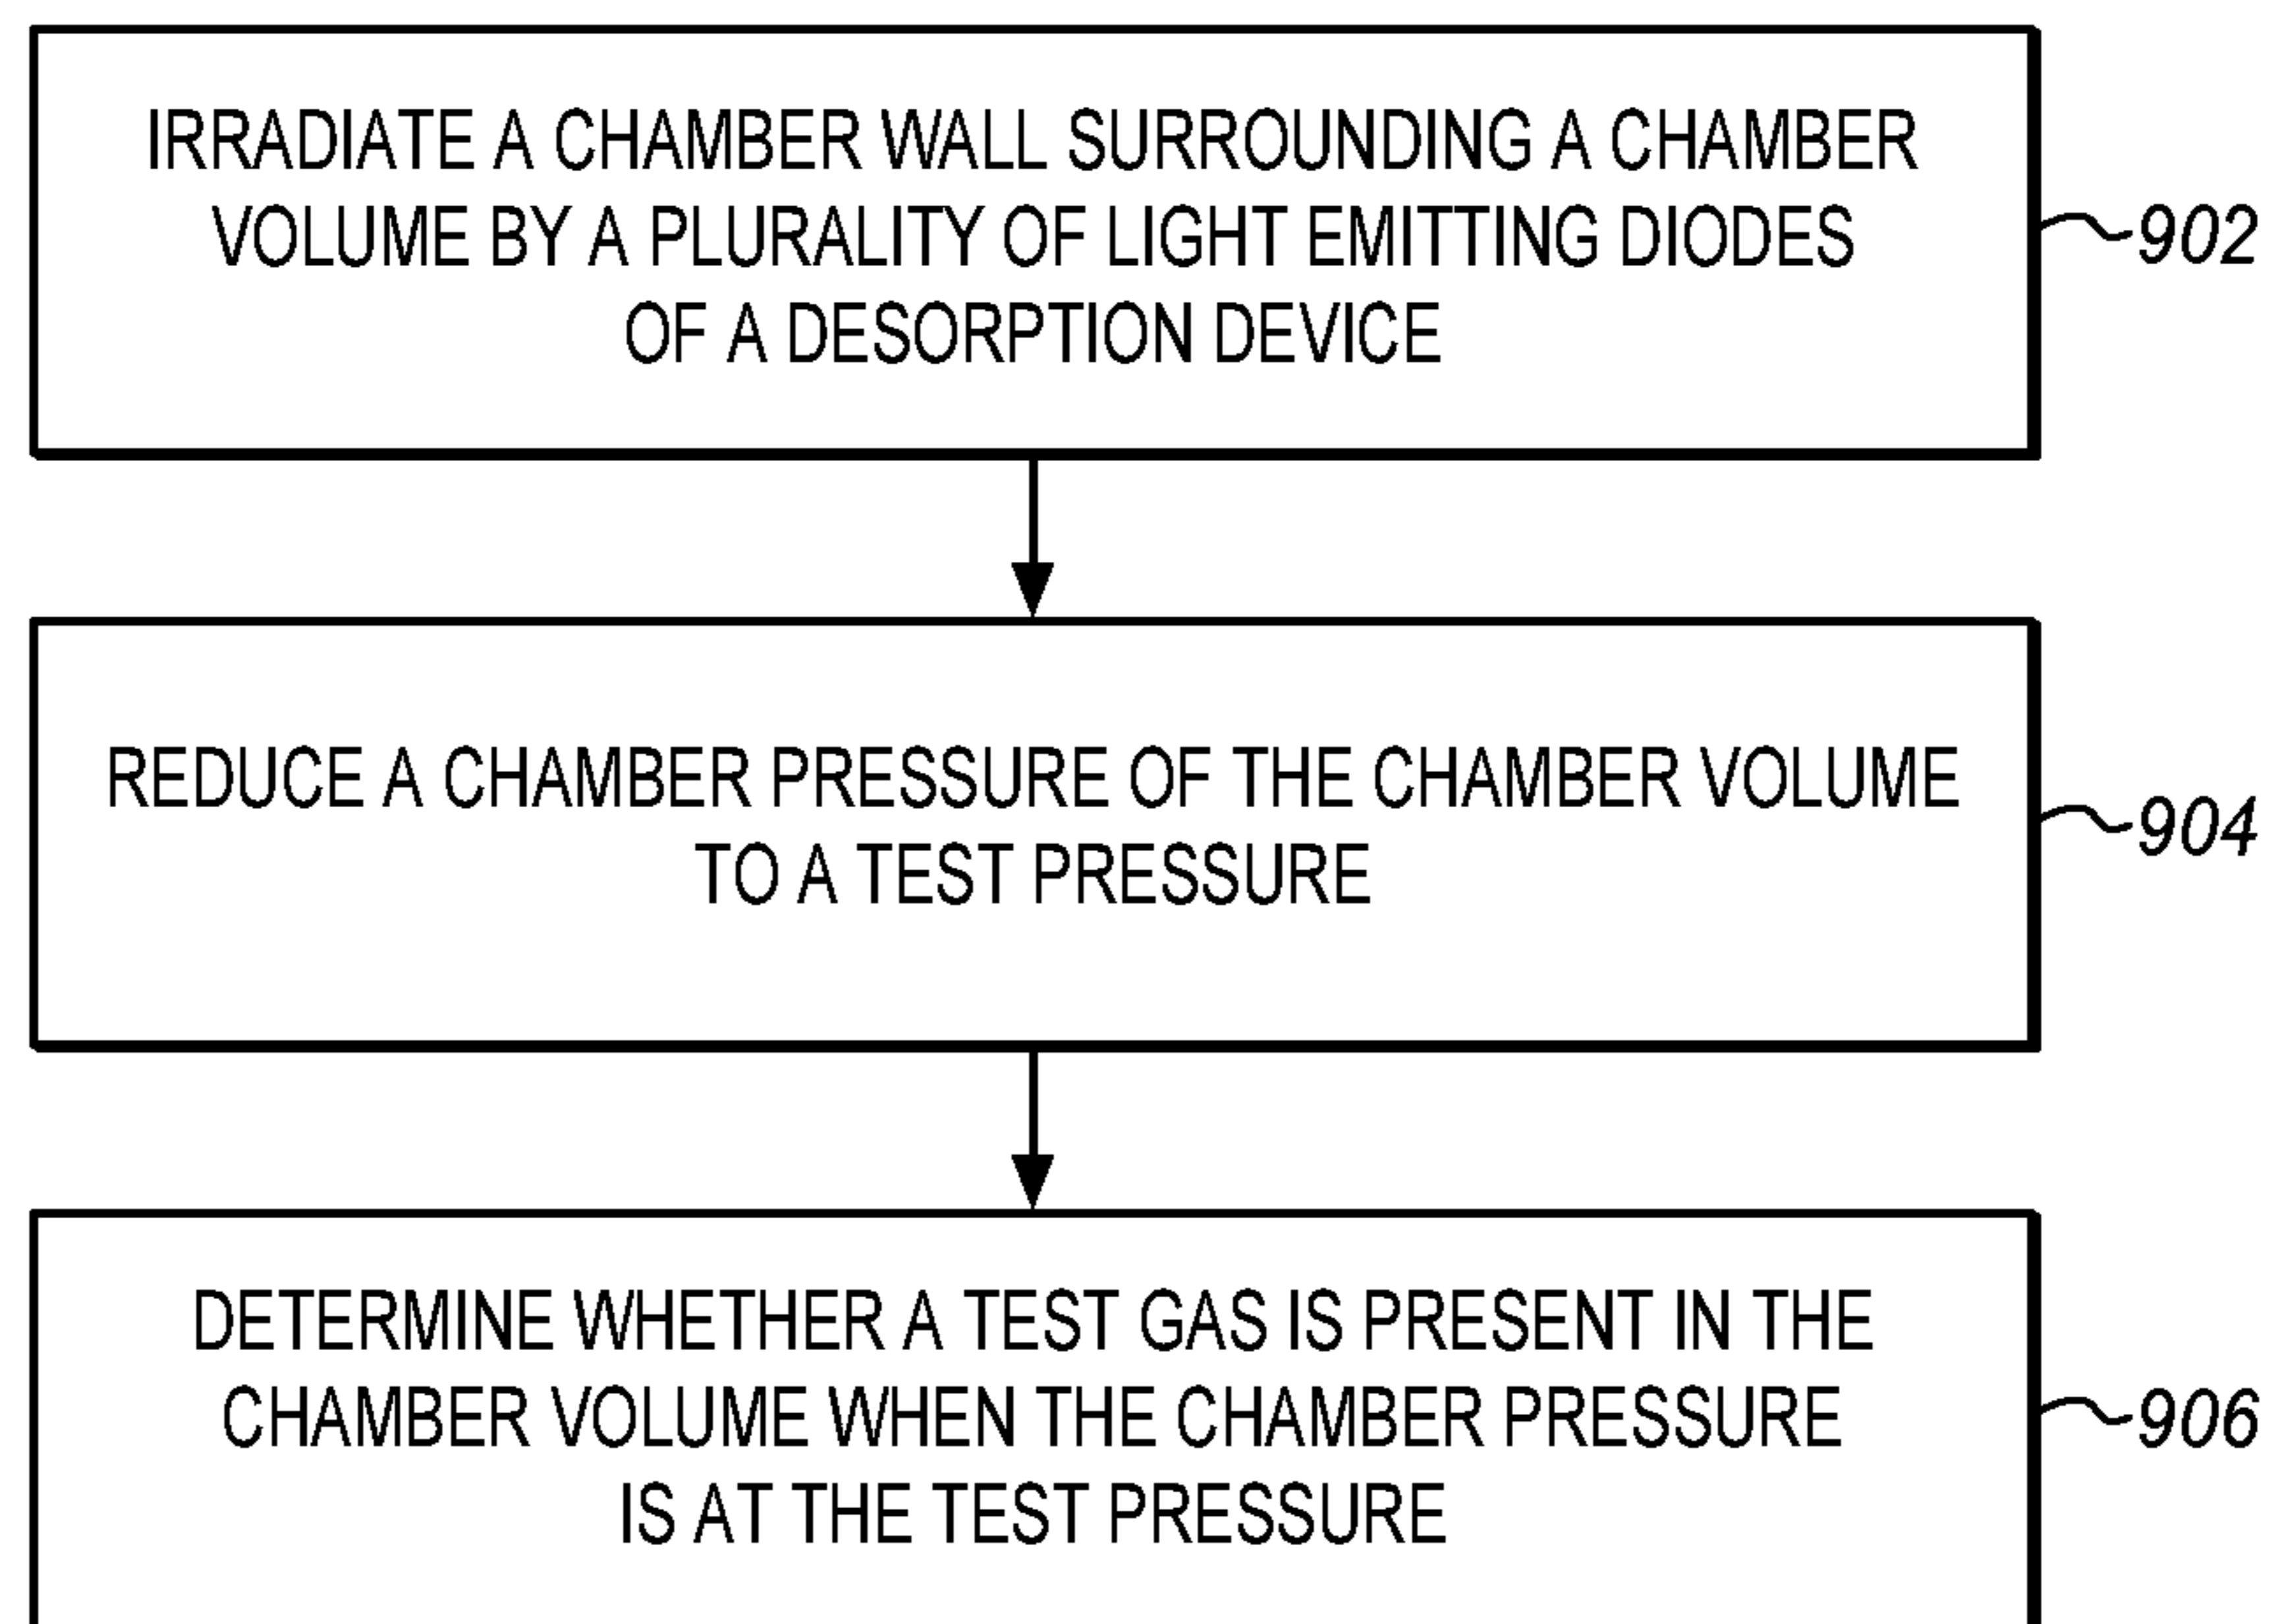 IRRADIATE A CHAMBER WALL SURROUNDING A CHAMBER
VOLUME BY A PLURALITY OF LIGHT EMITTING DIODES
OF A DESORPTION DEVICE
902
REDUCE A CHAMBER PRESSURE OF THE CHAMBER VOLUME
TO A TEST PRESSURE
904
DETERMINE WHETHER A TEST GAS IS PRESENT IN THE
CHAMBER VOLUME WHEN THE CHAMBER PRESSURE
IS AT THE TEST PRESSURE
906